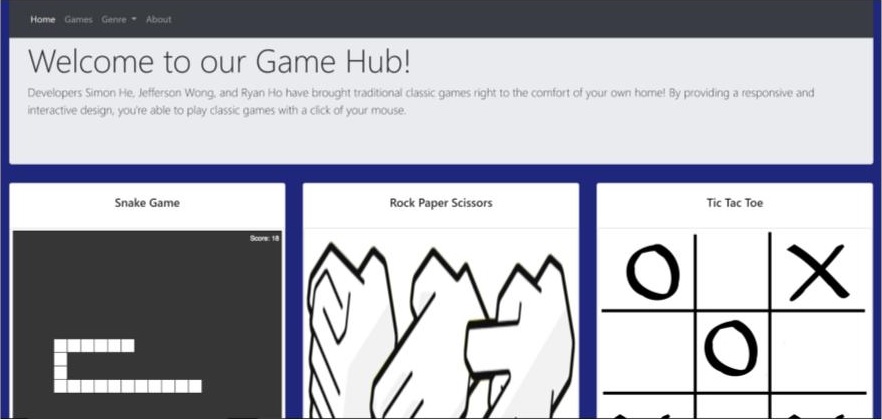 Home Games Genre About
Welcome to our Game Hub!
Developers Simon He, Jefferson Wong, and Ryan Ho have brought traditional classic games right to the comfort of your own home! By providing a responsive and
interactive design, you're able to play classic games with a click of your mouse.
Snake Game
Rock Paper Scissors
Tic Tac Toe
Score: 18